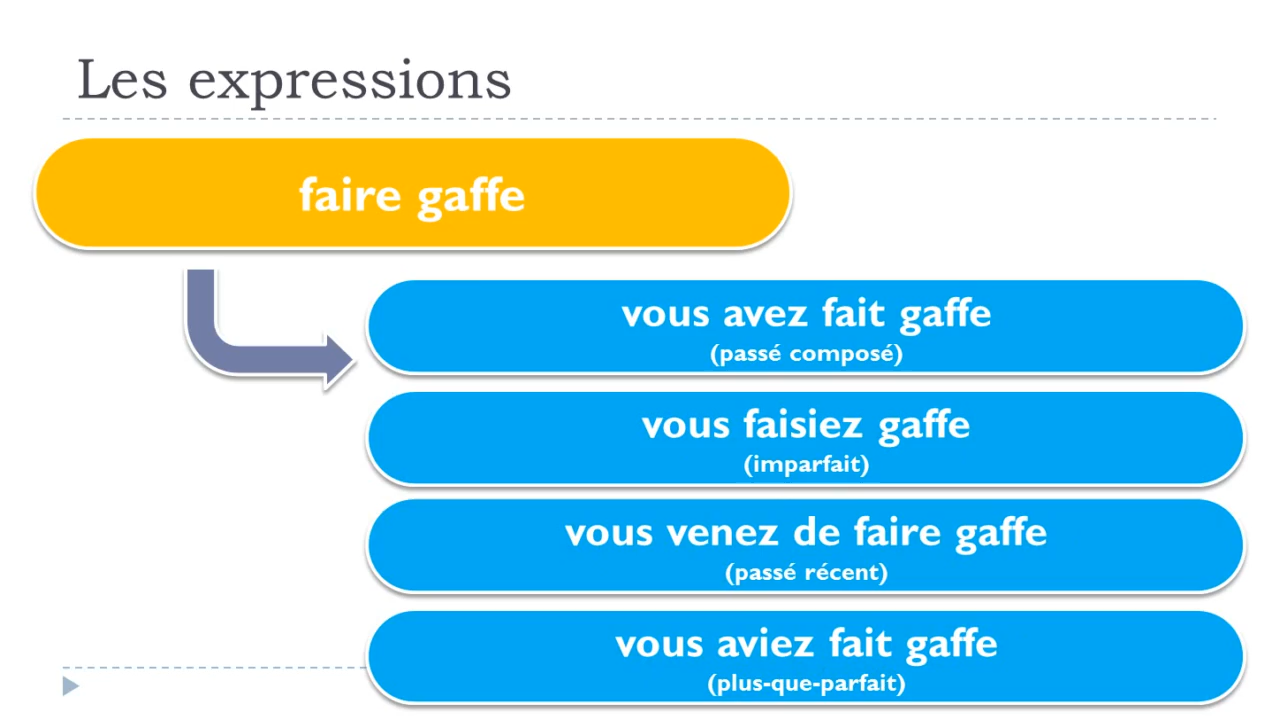 Les expressions
faire gaffe
vous avez fait gaffe
(passé composé)
vous faisiez gaffe
(imparfait)
vous venez de faire gaffe
(passé récent)
vous aviez fait gaffe
(plus-que-parfait)